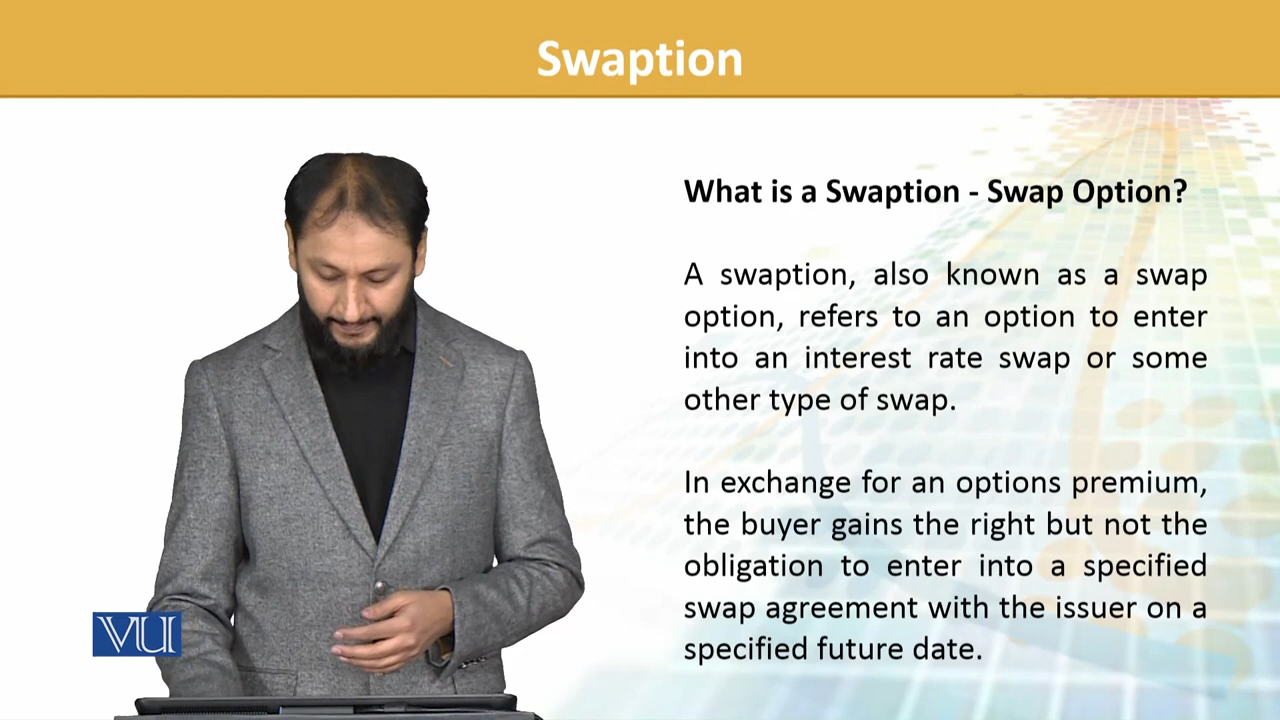 Swaption
What is a Swaption - Swap Option?
A swaption, also known as a swap
option, refers to an option to enter
into an interest rate swap or some
other type of swap.
In exchange for an options premium,
the buyer gains the right but not the
obligation to enter into a specified
swap agreement with the issuer on a
specified future date.
VU